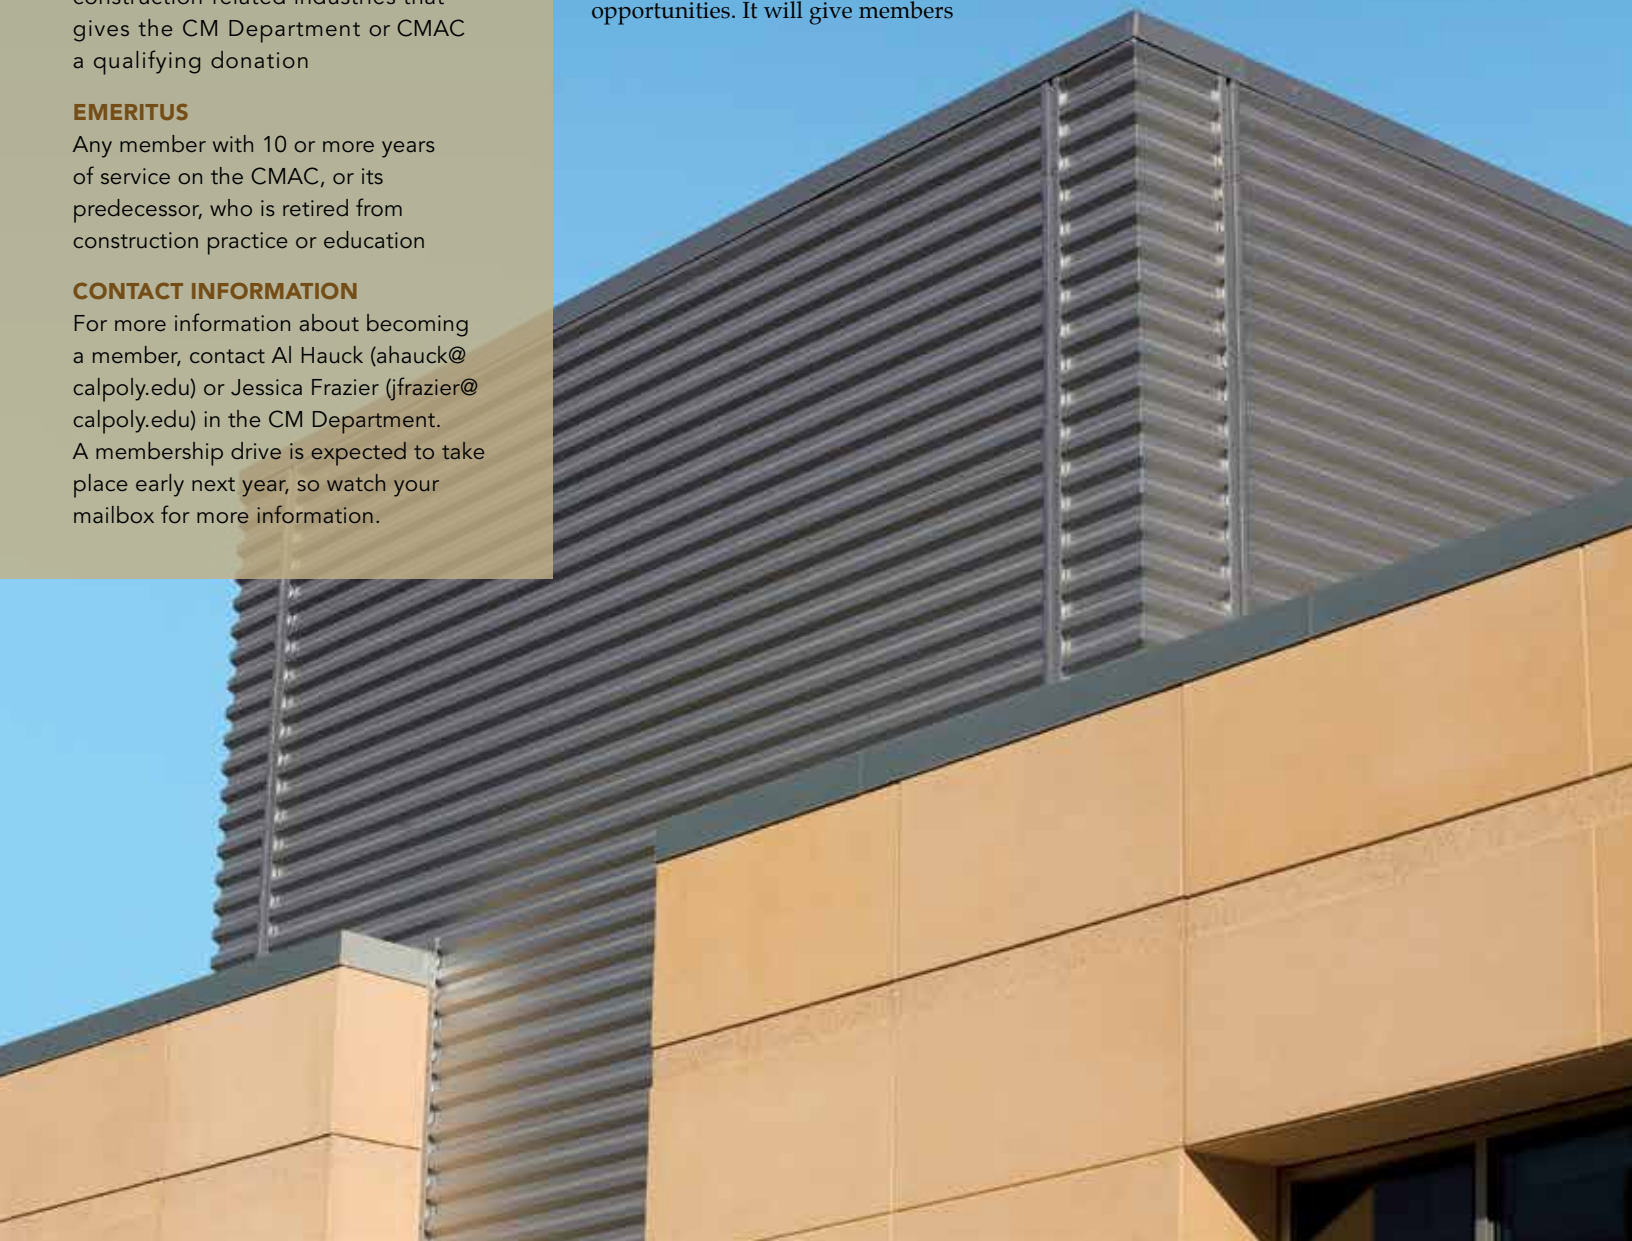 construction-related industries that
gives the CM Department or CMAC
a qualifying donation
EMERITUS
Any member with 10 or more years
of service on the CMAC, or its
predecessor, who is retired from
construction practice or education
CONTACT INFORMATION
For more information about becoming
a member, contact Al Hauck (ahauck@
calpoly.edu) or Jessica Frazier (jfrazier@
calpoly.edu) in the CM Department.
A membership drive is expected to take
place early next year, so watch your
mailbox for more information.
opportunities. It will give members